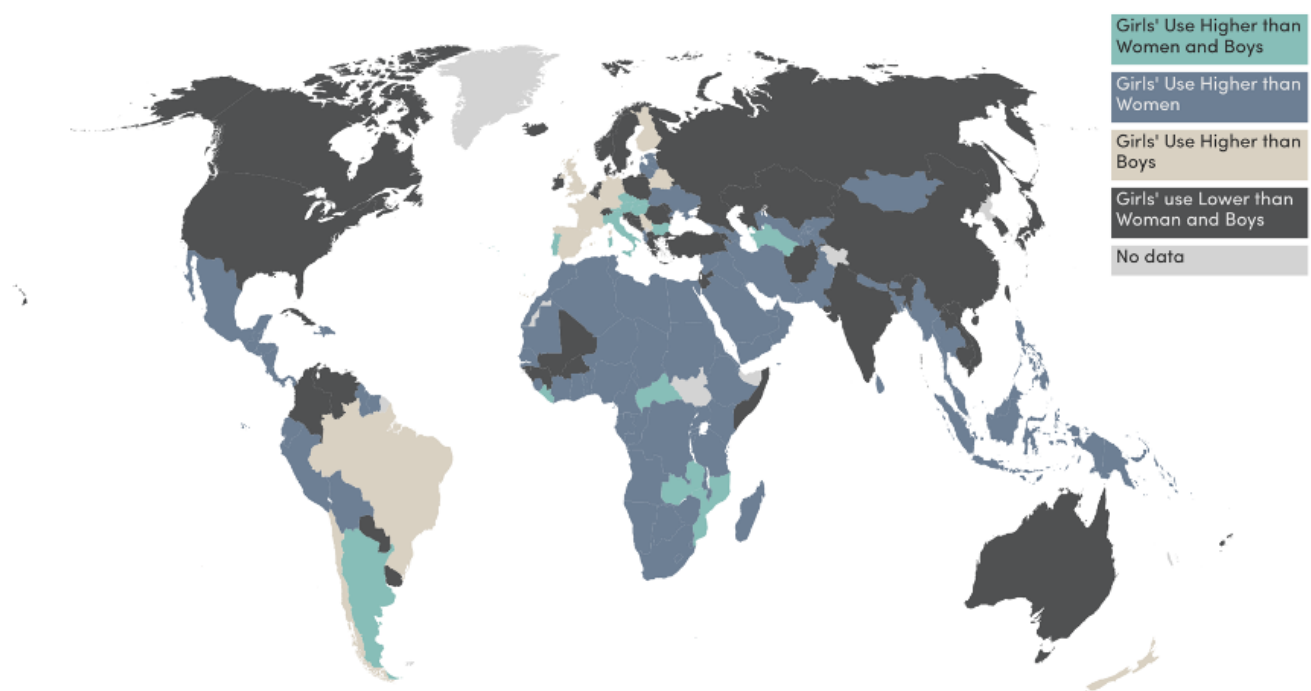 Girls' Use Higher than
Women and Boys
Girls' Use Higher than
Women
Girls' Use Higher than
Boys
Girls' use Lower than
Woman and Boys
No data